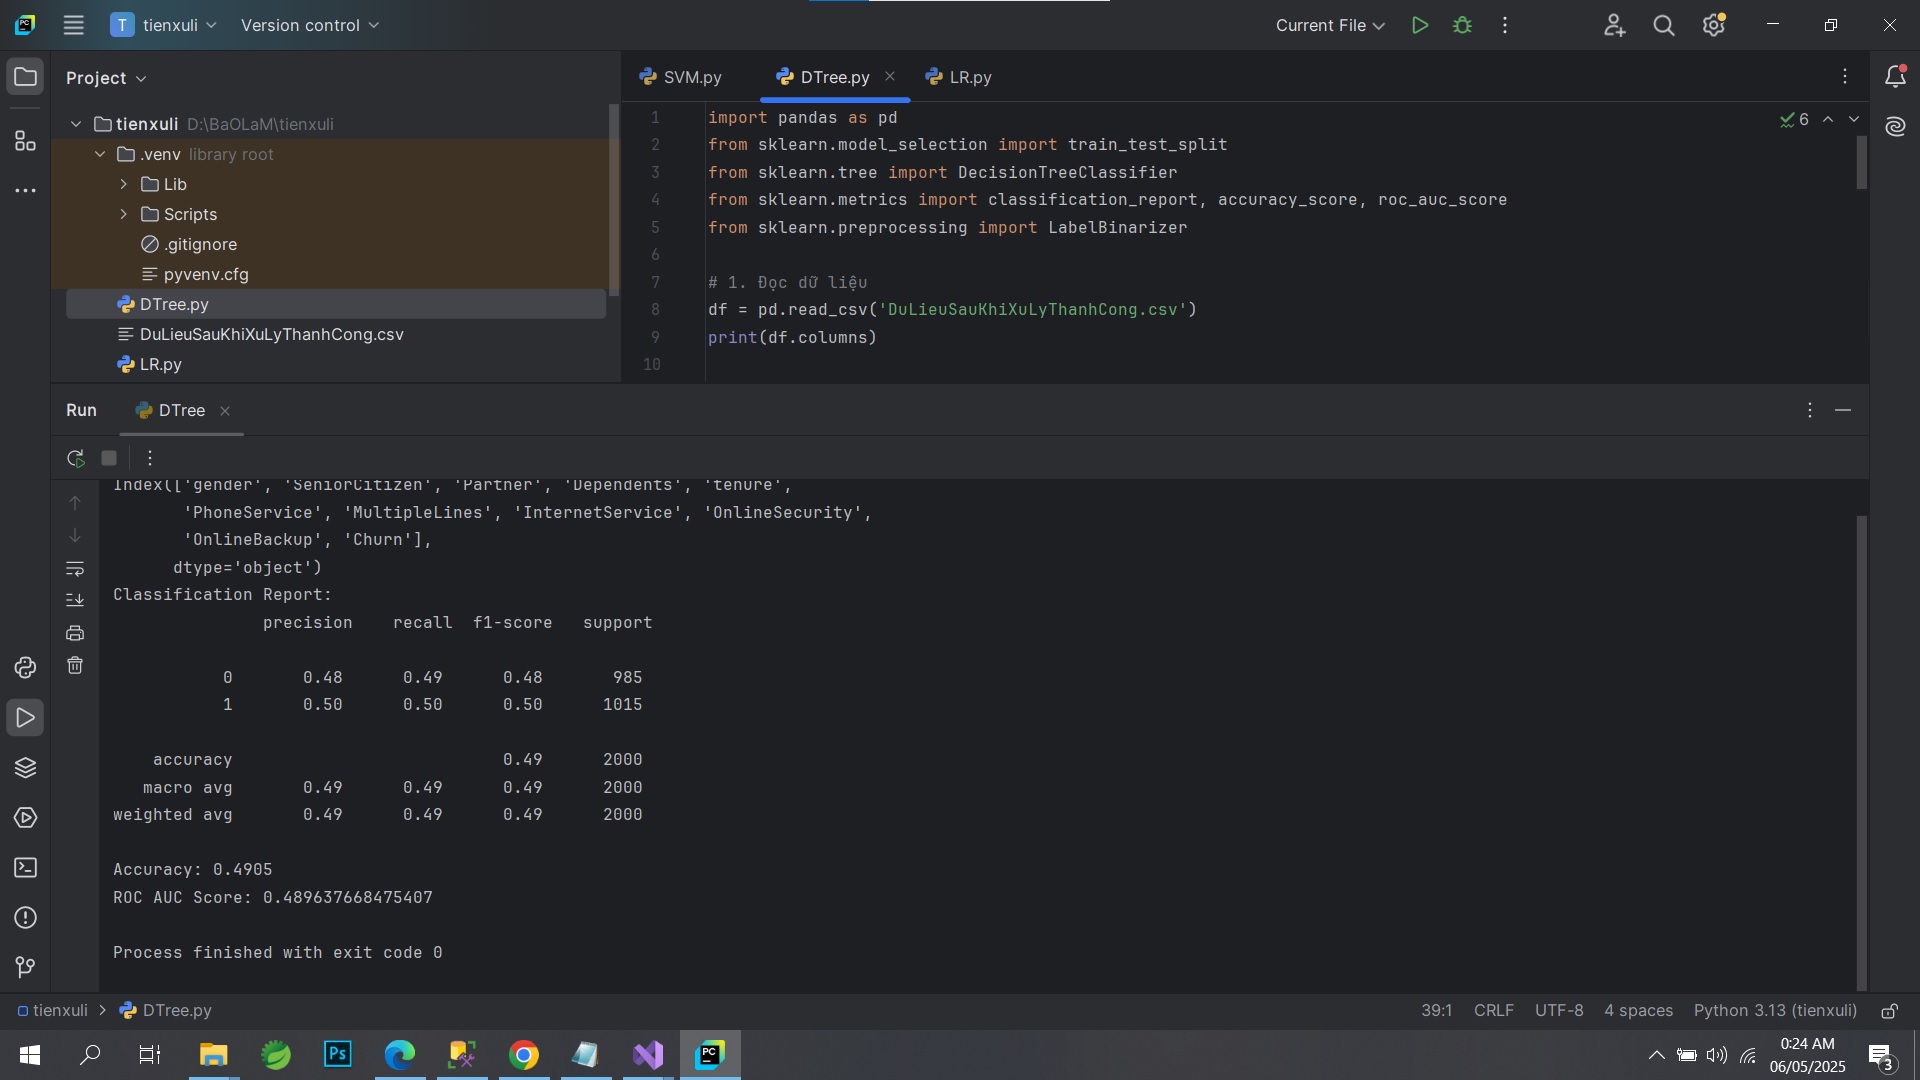 T tienxuli
Version control
Current File
Project
SVM.py
DTree.py
LR.py
tienxuli D:\BaOLaM\tienxuli
.venv library root
Lib
Scripts
.gitignore
pyvenv.cfg
DTree.py
DuLieuSauKhiXuLyThanhCong.csv
LR.py
1 import pandas as pd
2 from sklearn.model_selection import train_test_split
3 from sklearn.tree import DecisionTreeClassifier
4 from sklearn.metrics import classification_report, accuracy_score, roc_auc_score
5 from sklearn.preprocessing import LabelBinarizer
6
7 # 1. Đọc dữ liệu
8 df = pd.read_csv('DuLieuSauKhiXuLyThanhCong.csv')
9 print(df.columns)
10
6
Run
DTree
Index(['gender', 'SeniorCitizen', 'Partner', 'Dependents', 'tenure',
'PhoneService', 'MultipleLines', 'InternetService', 'OnlineSecurity',
'OnlineBackup', 'Churn'],
dtype='object')
Classification Report:
precision recall f1-score support
0 0.48 0.49 0.48 985
1 0.50 0.50 0.50 1015
accuracy 0.49 2000
macro avg 0.49 0.49 0.49 2000
weighted avg 0.49 0.49 0.49 2000
Accuracy: 0.4905
ROC AUC Score: 0.489637668475407
Process finished with exit code 0
tienxuli > DTree.py
39:1 CRLF UTF-8 4 spaces Python 3.13 (tienxuli)
Ps
PC
0:24 AM
06/05/2025
3